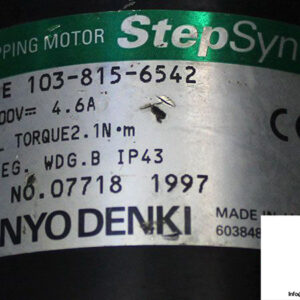 PPING MOTOR StepSyn
E 103-815-6542
00V⎓ 4.6A
TORQUE2.1N·m
EG. WDG.B IP43
NO.07718 1997
NYO DENKI
MADE IN
603848